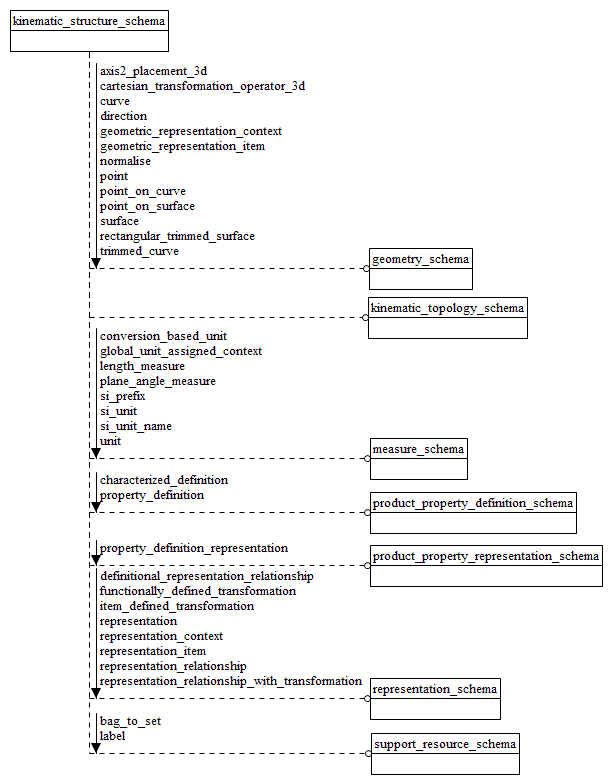 kinematic_structure_schema
axis2_placement_3d
cartesian_transformation_operator_3d
curve
direction
geometric_representation_context
geometric_representation_item
normalise
point
point_on_curve
point_on_surface
surface
rectangular_trimmed_surface
trimmed_curve
geometry_schema
kinematic_topology_schema
conversion_based_unit
global_unit_assigned_context
length_measure
plane_angle_measure
si_prefix
si_unit
si_unit_name
unit
measure_schema
characterized_definition
property_definition
product_property_definition_schema
property_definition_representation
product_property_representation_schema
definitional_representation_relationship
functionally_defined_transformation
item_defined_transformation
representation
representation_context
representation_item
representation_relationship
representation_relationship_with_transformation
representation_schema
bag_to_set
label
support_resource_schema